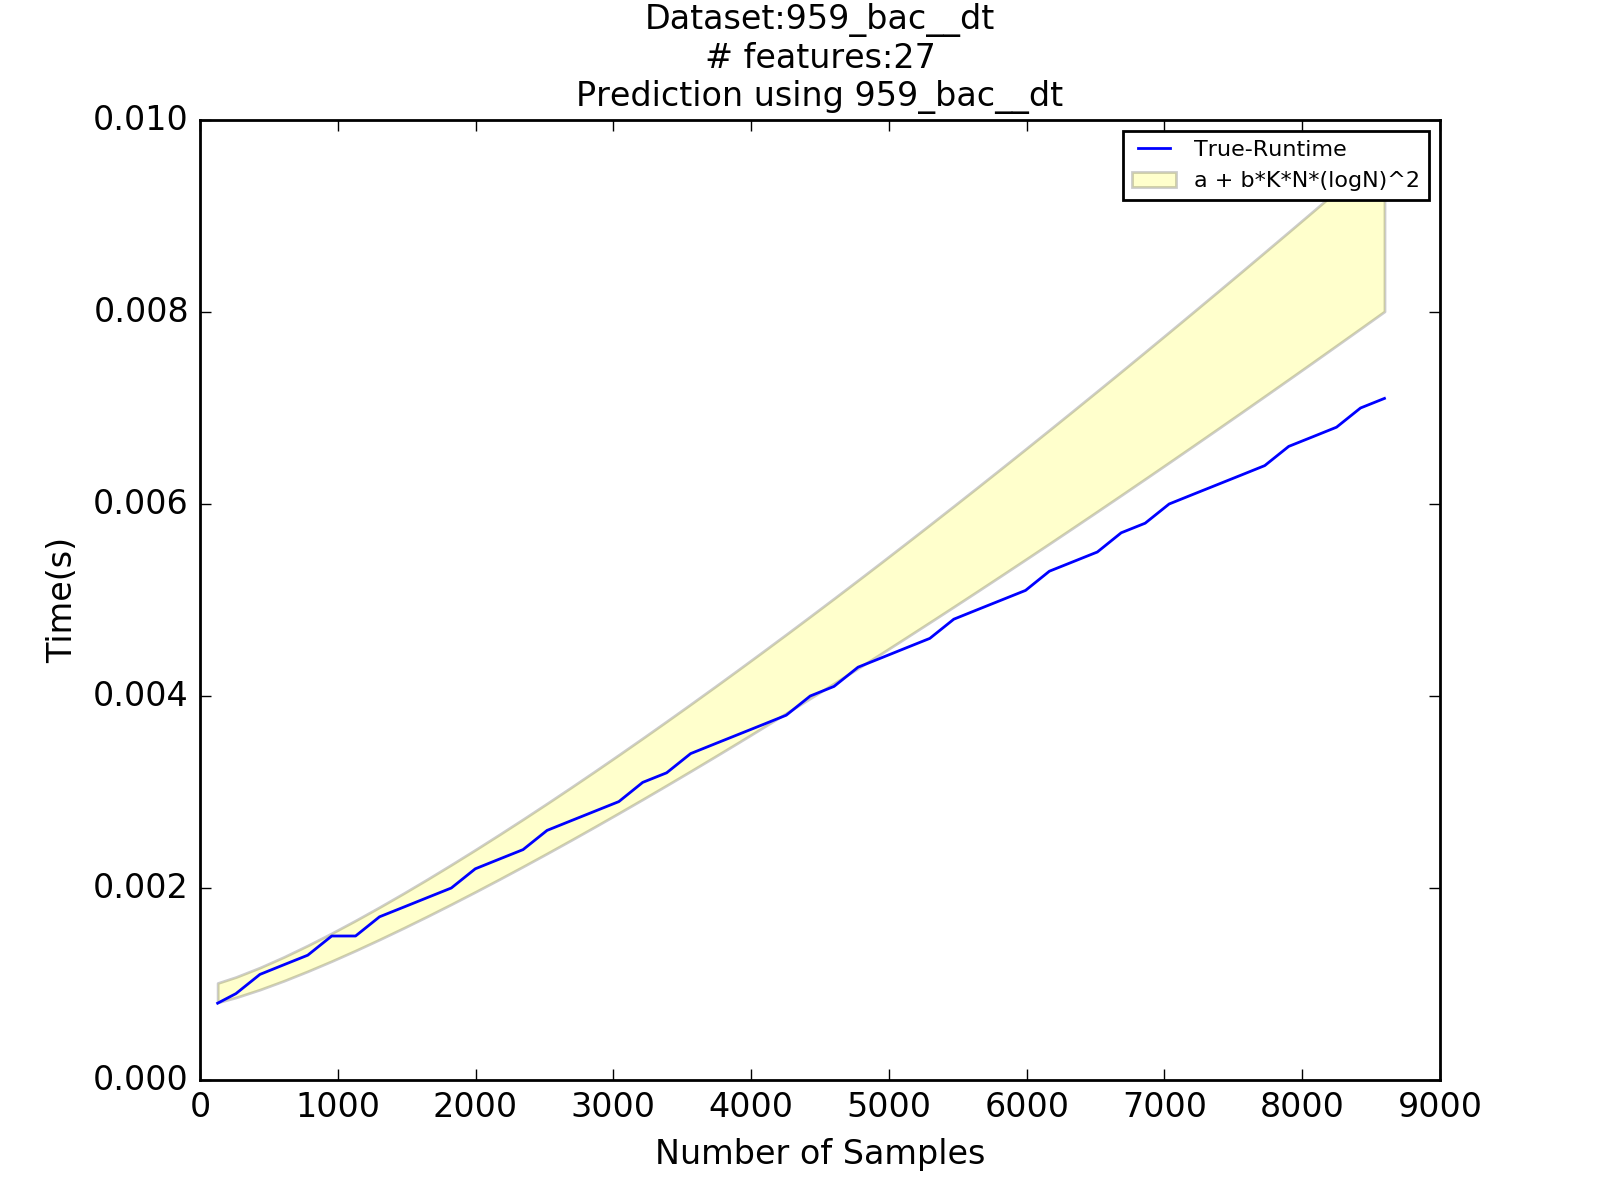 Dataset:959_bac__dt
# features:27
Prediction using 959_bac__dt
0.010
0.008
0.006
0.004
0.002
0.000
Time(s)
True-Runtime
a + b*K*N*(logN)^2
0 1000 2000 3000 4000 5000 6000 7000 8000 9000
Number of Samples